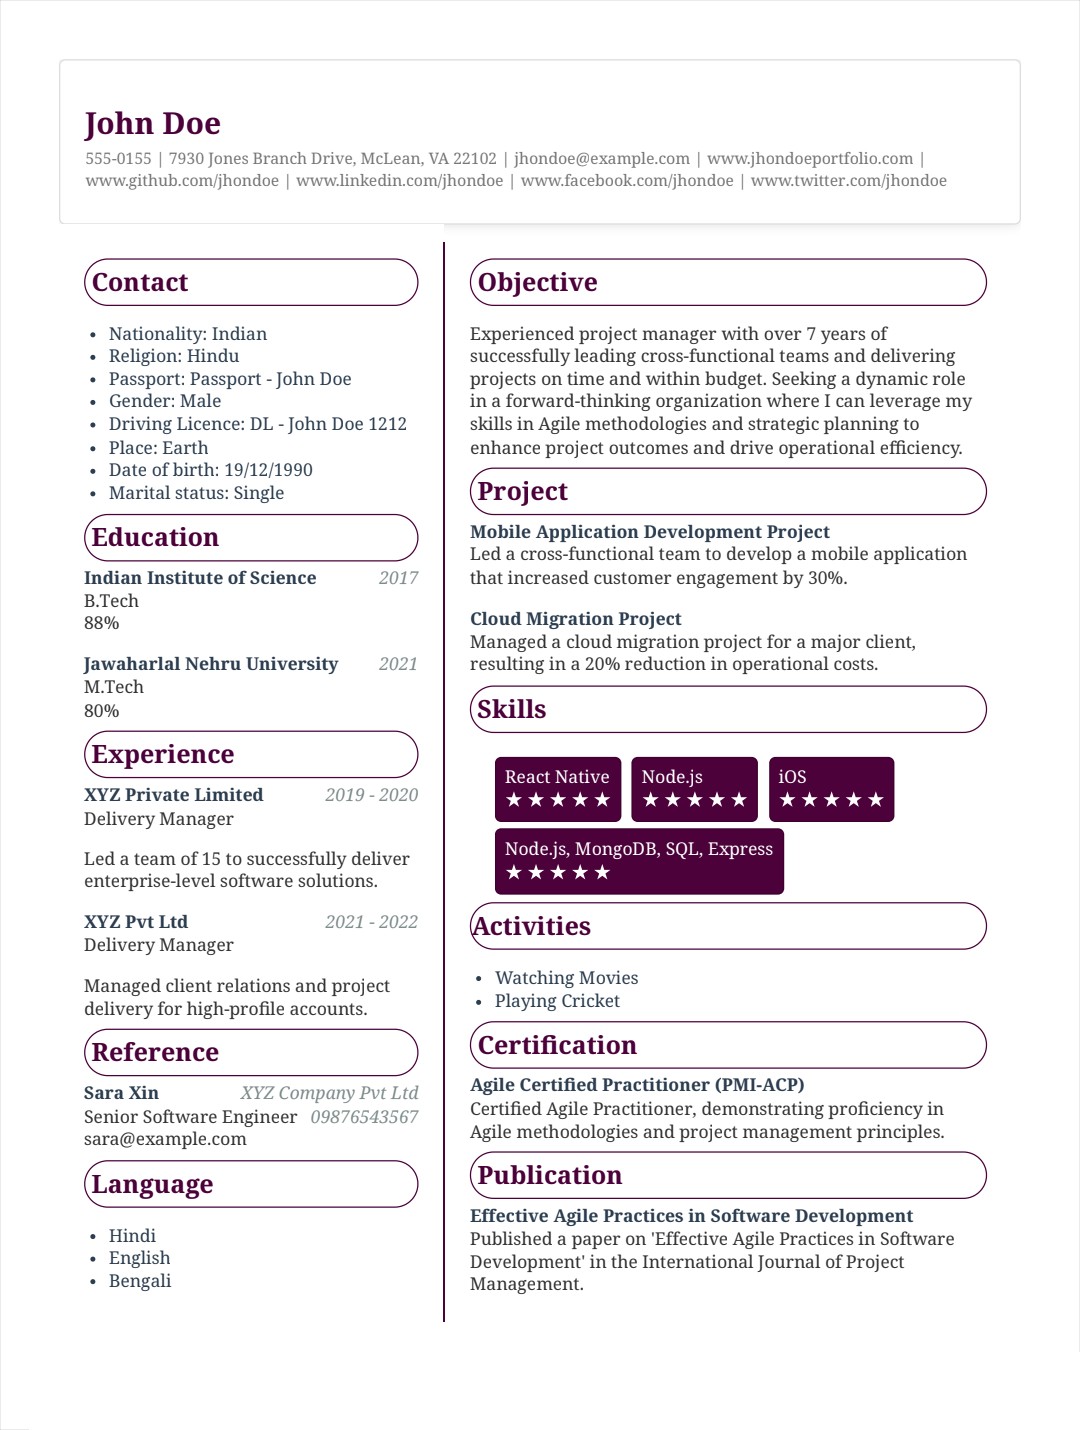 John Doe
555-0155 | 7930 Jones Branch Drive, McLean, VA 22102 | jhondoe@example.com | www.jhondoeportfolio.com |
www.github.com/jhondoe | www.linkedin.com/jhondoe | www.facebook.com/jhondoe | www.twitter.com/jhondoe
Contact
• Nationality: Indian
• Religion: Hindu
• Passport: Passport - John Doe
• Gender: Male
• Driving Licence: DL - John Doe 1212
• Place: Earth
• Date of birth: 19/12/1990
• Marital status: Single
Education
Indian Institute of Science 2017
B.Tech
88%
Jawaharlal Nehru University 2021
M.Tech
80%
Experience
XYZ Private Limited 2019 - 2020
Delivery Manager
Led a team of 15 to successfully deliver
enterprise-level software solutions.
XYZ Pvt Ltd 2021 - 2022
Delivery Manager
Managed client relations and project
delivery for high-profile accounts.
Reference
Sara Xin XYZ Company Pvt Ltd
Senior Software Engineer 09876543567
sara@example.com
Language
• Hindi
• English
• Bengali
Objective
Experienced project manager with over 7 years of
successfully leading cross-functional teams and delivering
projects on time and within budget. Seeking a dynamic role
in a forward-thinking organization where I can leverage my
skills in Agile methodologies and strategic planning to
enhance project outcomes and drive operational efficiency.
Project
Mobile Application Development Project
Led a cross-functional team to develop a mobile application
that increased customer engagement by 30%.
Cloud Migration Project
Managed a cloud migration project for a major client,
resulting in a 20% reduction in operational costs.
Skills
React Native Node.js iOS
★★★★★ ★★★★★ ★★★★★
Node.js, MongoDB, SQL, Express
★★★★★
Activities
• Watching Movies
• Playing Cricket
Certification
Agile Certified Practitioner (PMI-ACP)
Certified Agile Practitioner, demonstrating proficiency in
Agile methodologies and project management principles.
Publication
Effective Agile Practices in Software Development
Published a paper on 'Effective Agile Practices in Software
Development' in the International Journal of Project
Management.